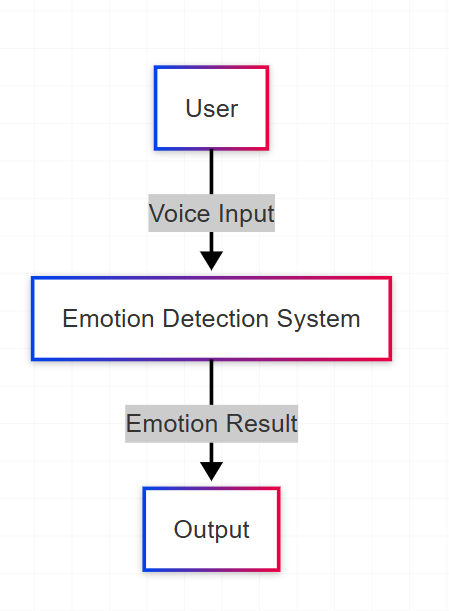 User
Voice Input
Emotion Detection System
Emotion Result
Output